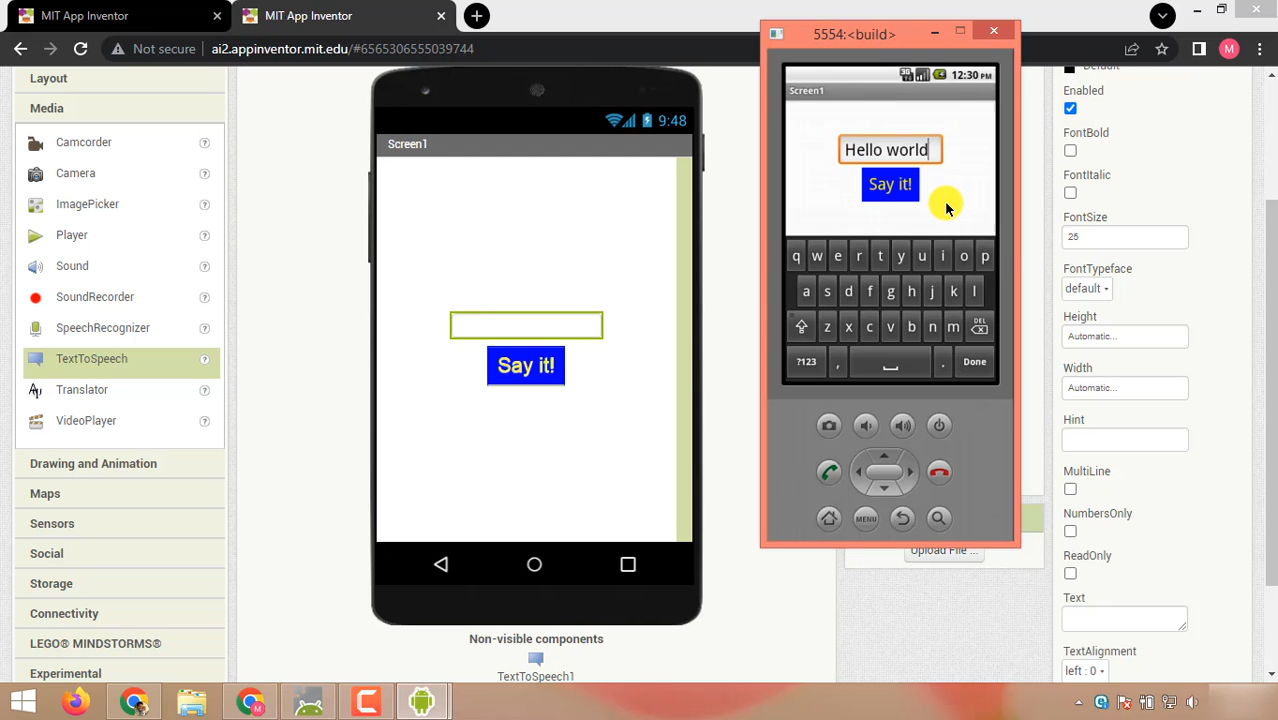 MIT App Inventor
MIT App Inventor
Not secure
ai2.appinventor.mit.edu/#6565306555039744
M
Layout
Media
Camcorder
Camera
ImagePicker
Player
Sound
SoundRecorder
SpeechRecognizer
TextToSpeech
Translator
VideoPlayer
Drawing and Animation
Maps
Sensors
Social
Storage
Connectivity
LEGO® MINDSTORMS®
Experimental
9:48
Screen1
Say it!
Non-visible components
TextToSpeech1
5554:<build>
3G
12:30 PM
Screen1
Hello world
Say it!
q w e r t y u i o p
a s d f g h j k l
z x c v b n m DEL
?123 , . Done
MENU
Upload File ...
Default
Enabled
FontBold
FontItalic
FontSize
25
FontTypeface
default
Height
Automatic...
Width
Automatic...
Hint
MultiLine
NumbersOnly
ReadOnly
Text
TextAlignment
left : 0